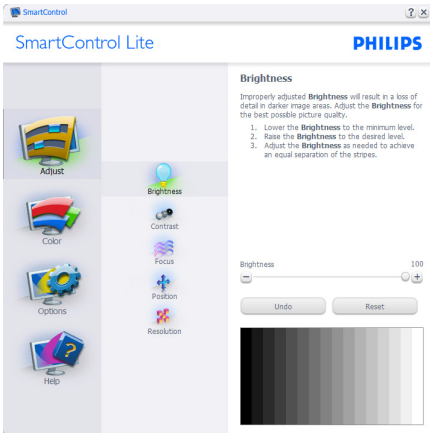 SmartControl
SmartControl Lite
PHILIPS
Adjust
Color
Options
Help
Brightness
Contrast
Focus
Position
Resolution
Brightness
Improperly adjusted Brightness will result in a loss of
detail in darker image areas. Adjust the Brightness for
the best possible picture quality.
1. Lower the Brightness to the minimum level.
2. Raise the Brightness to the desired level.
3. Adjust the Brightness as needed to achieve
an equal separation of the stripes.
Brightness 100
Undo Reset